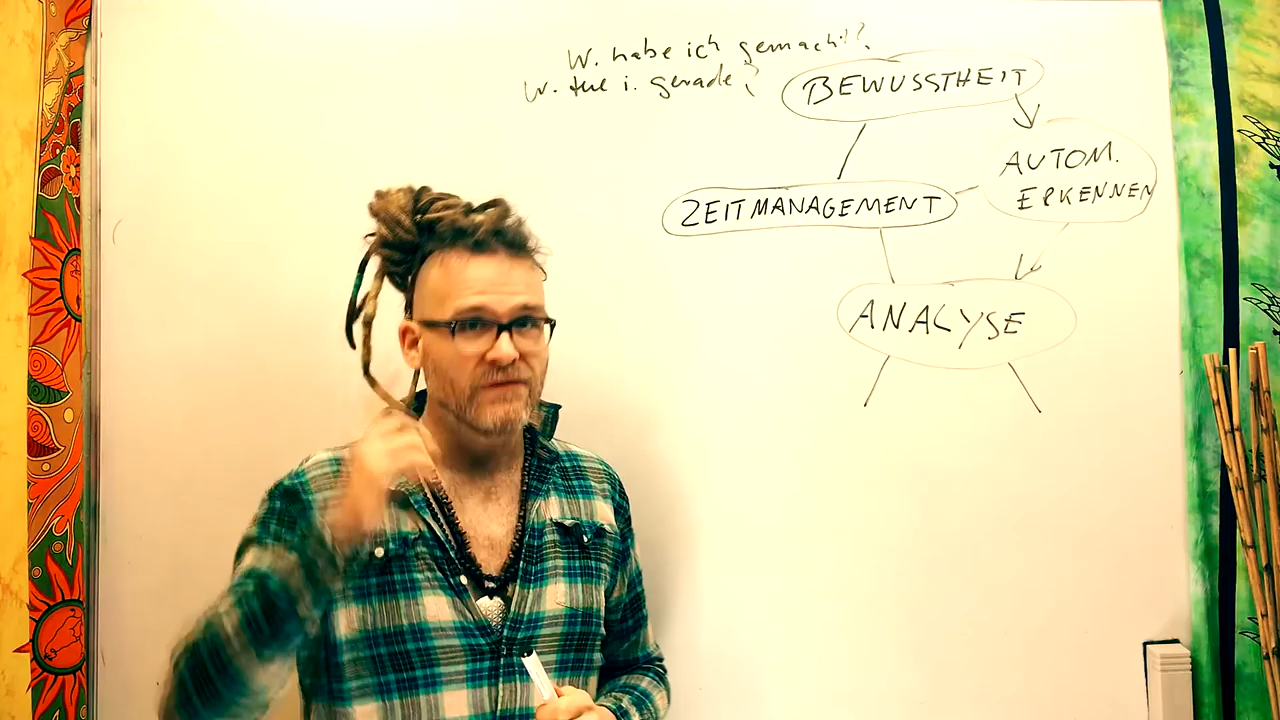 W. habe ich gemacht?
W. tue i. gerade?
BEWUSSTHEIT
AUTOM.
ERKENNEN
ZEITMANAGEMENT
ANALYSE